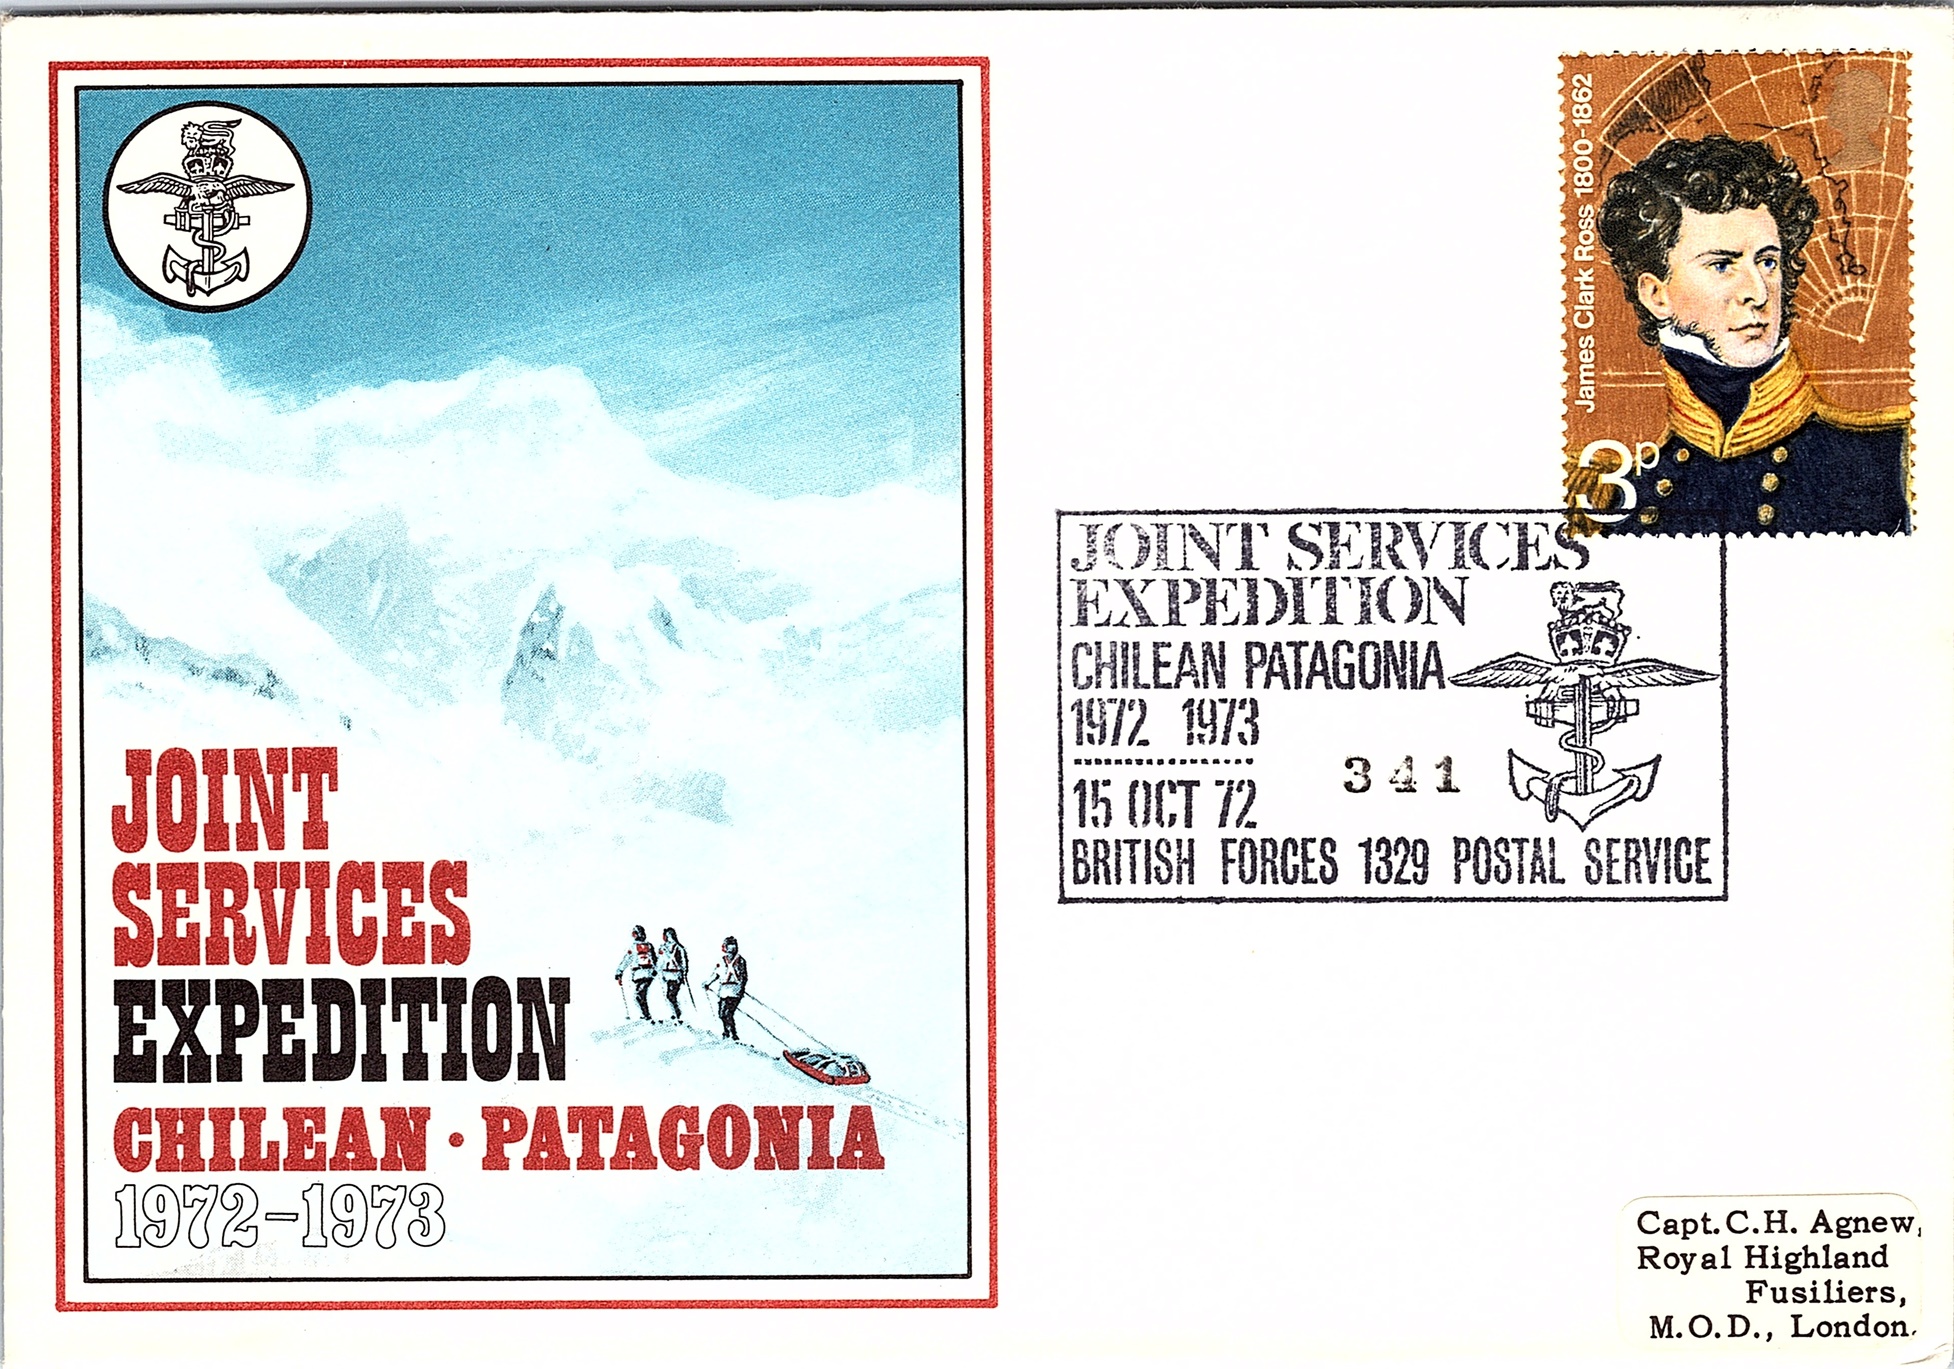 JOINT
SERVICES
EXPEDITION
CHILEAN · PATAGONIA
1972-1973
James Clark Ross 1800-1862
3p
JOINT SERVICES
EXPEDITION
CHILEAN PATAGONIA
1972 1973
15 OCT 72
341
BRITISH FORCES 1329 POSTAL SERVICE
Capt. C.H. Agnew,
Royal Highland
Fusiliers,
M.O.D., London.